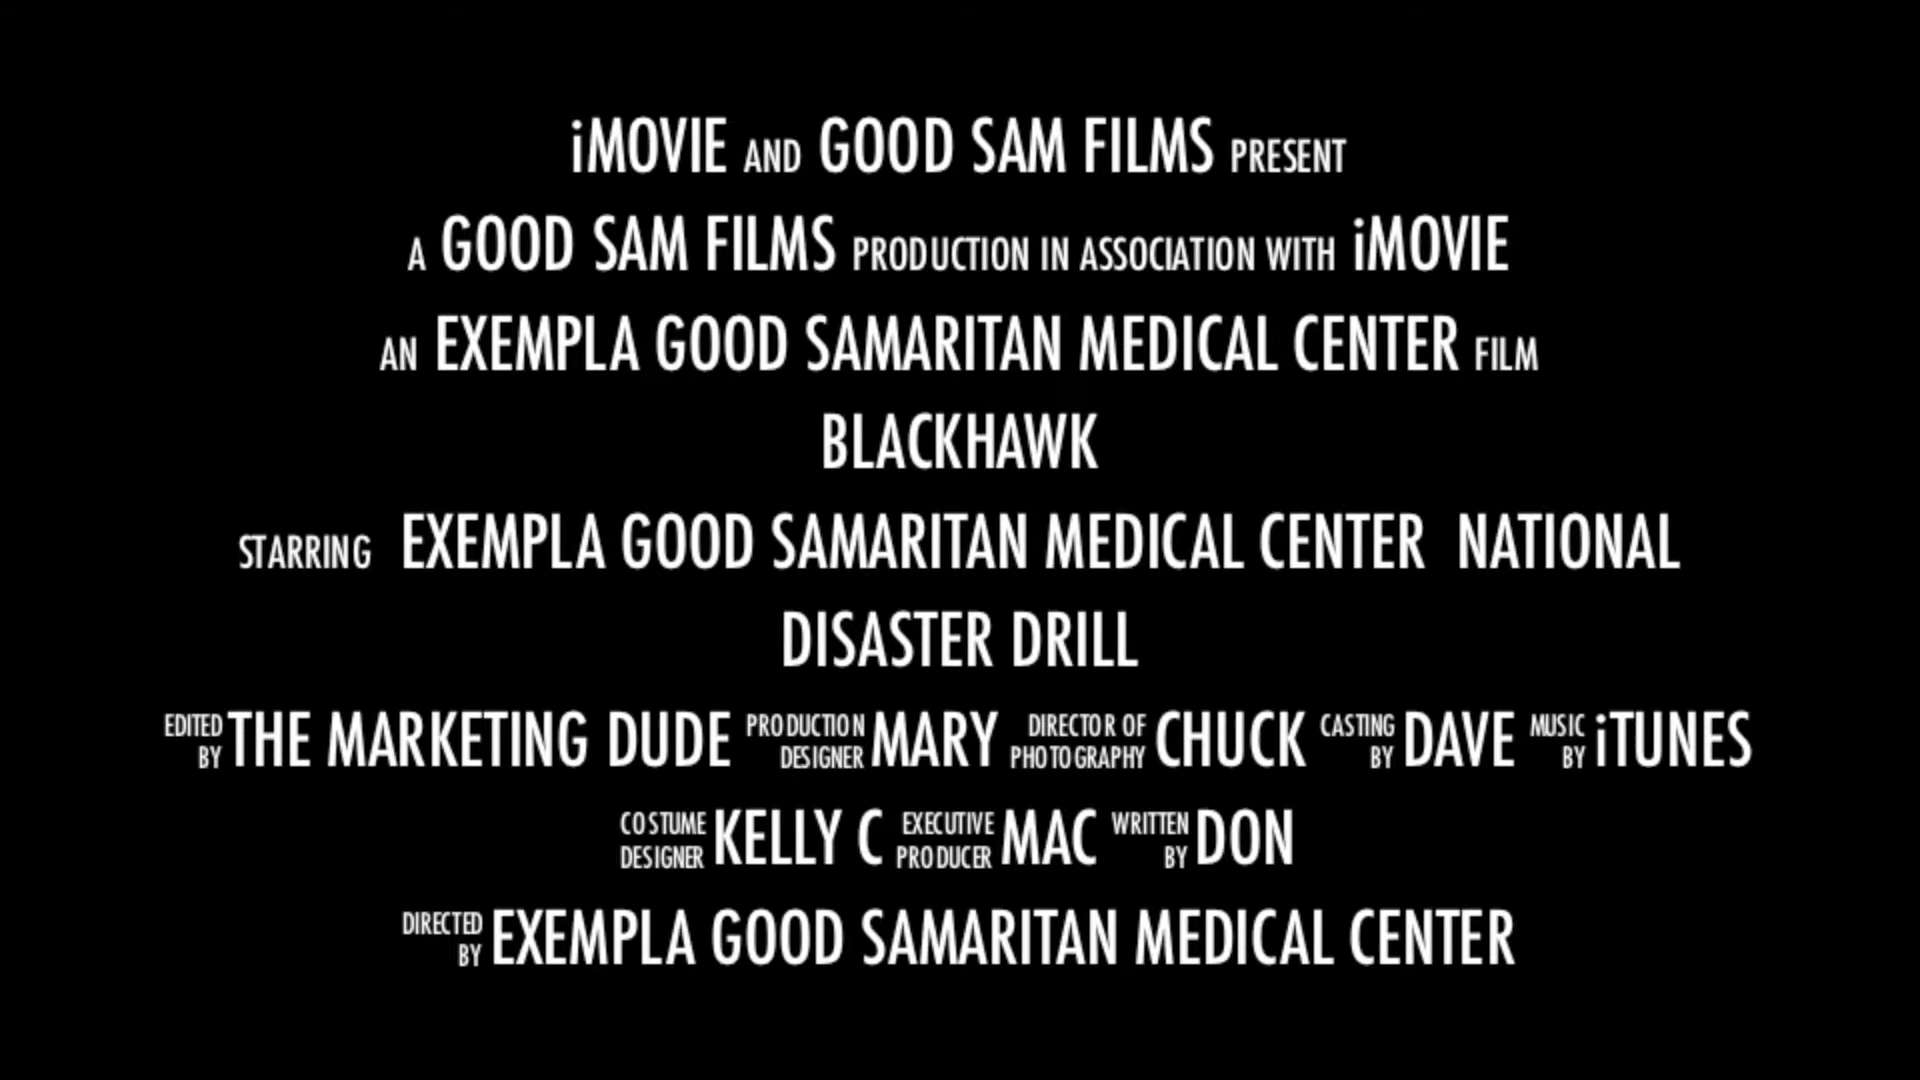 iMOVIE AND GOOD SAM FILMS PRESENT
A GOOD SAM FILMS PRODUCTION IN ASSOCIATION WITH iMOVIE
AN EXEMPLA GOOD SAMARITAN MEDICAL CENTER FILM
BLACKHAWK
STARRING EXEMPLA GOOD SAMARITAN MEDICAL CENTER NATIONAL
DISASTER DRILL
EDITED BY THE MARKETING DUDE PRODUCTION DESIGNER MARY DIRECTOR OF PHOTOGRAPHY CHUCK CASTING BY DAVE MUSIC BY iTUNES
COSTUME DESIGNER KELLY C EXECUTIVE PRODUCER MAC WRITTEN BY DON
DIRECTED BY EXEMPLA GOOD SAMARITAN MEDICAL CENTER